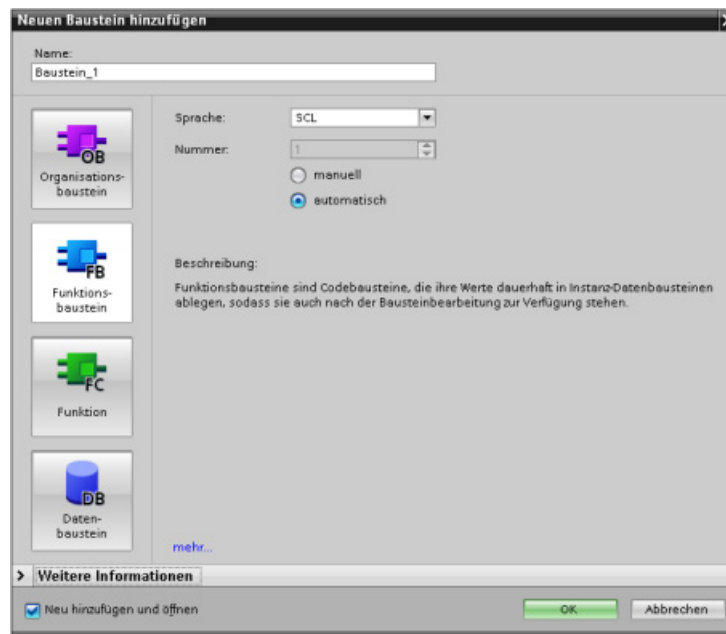 Neuen Baustein hinzufügen
Name:
Baustein_1
OB
Organisations-
baustein
FB
Funktions-
baustein
FC
Funktion
DB
Daten-
baustein
Sprache:
SCL
Nummer:
1
manuell
automatisch
Beschreibung:
Funktionsbausteine sind Codebausteine, die ihre Werte dauerhaft in Instanz-Datenbausteinen
ablegen, sodass sie auch nach der Bausteinbearbeitung zur Verfügung stehen.
mehr...
Weitere Informationen
Neu hinzufügen und öffnen
OK
Abbrechen